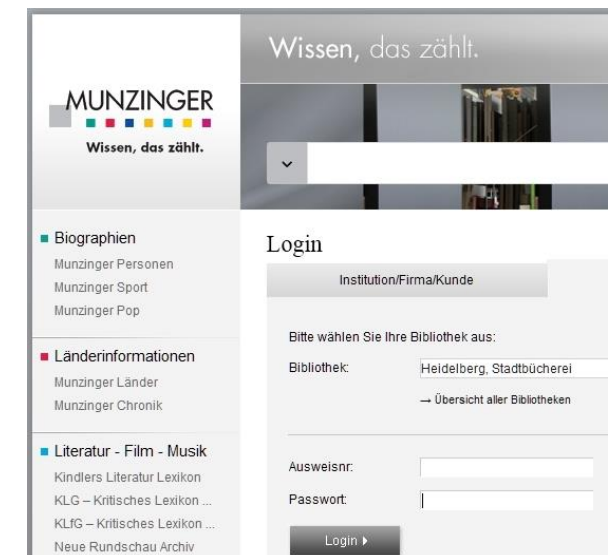 MUNZINGER
Wissen, das zählt.
Biographien
Munzinger Personen
Munzinger Sport
Munzinger Pop
Länderinformationen
Munzinger Länder
Munzinger Chronik
Literatur - Film - Musik
Kindlers Literatur Lexikon
KLG – Kritisches Lexikon ...
KLfG – Kritisches Lexikon ...
Neue Rundschau Archiv
Wissen, das zählt.
Login
Institution/Firma/Kunde
Bitte wählen Sie Ihre Bibliothek aus:
Bibliothek: Heidelberg, Stadtbücherei
→ Übersicht aller Bibliotheken
Ausweisnr:
Passwort:
Login